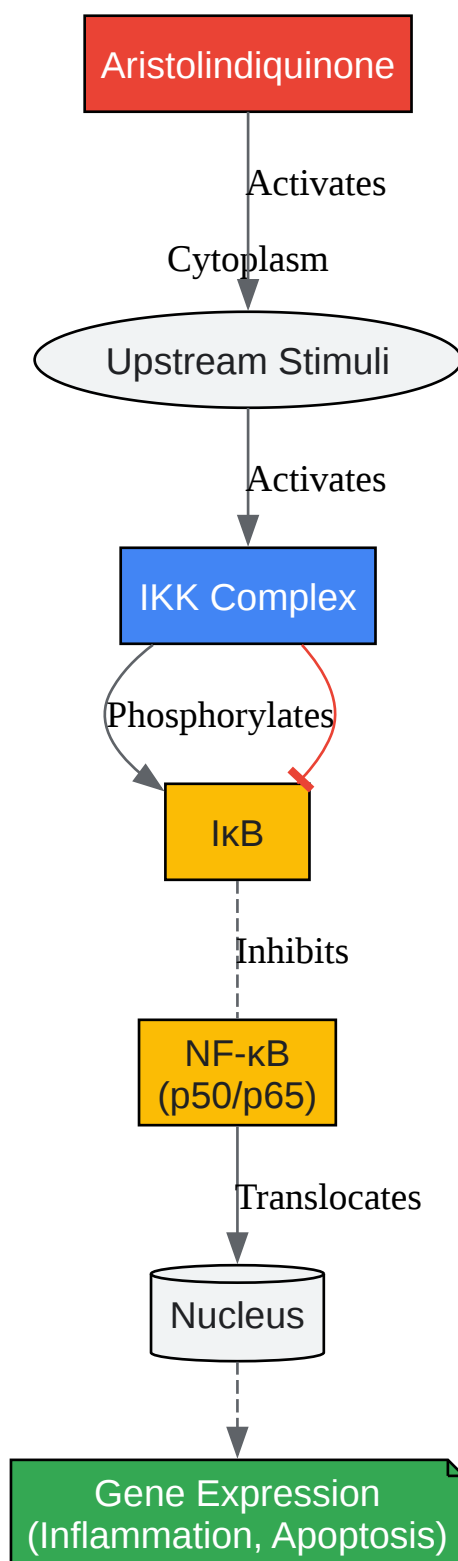 Aristolindiquinone
Activates
Cytoplasm
Upstream Stimuli
Activates
IKK Complex
Phosphorylates
IκB
Inhibits
NF-κB
(p50/p65)
Translocates
Nucleus
Gene Expression
(Inflammation, Apoptosis)